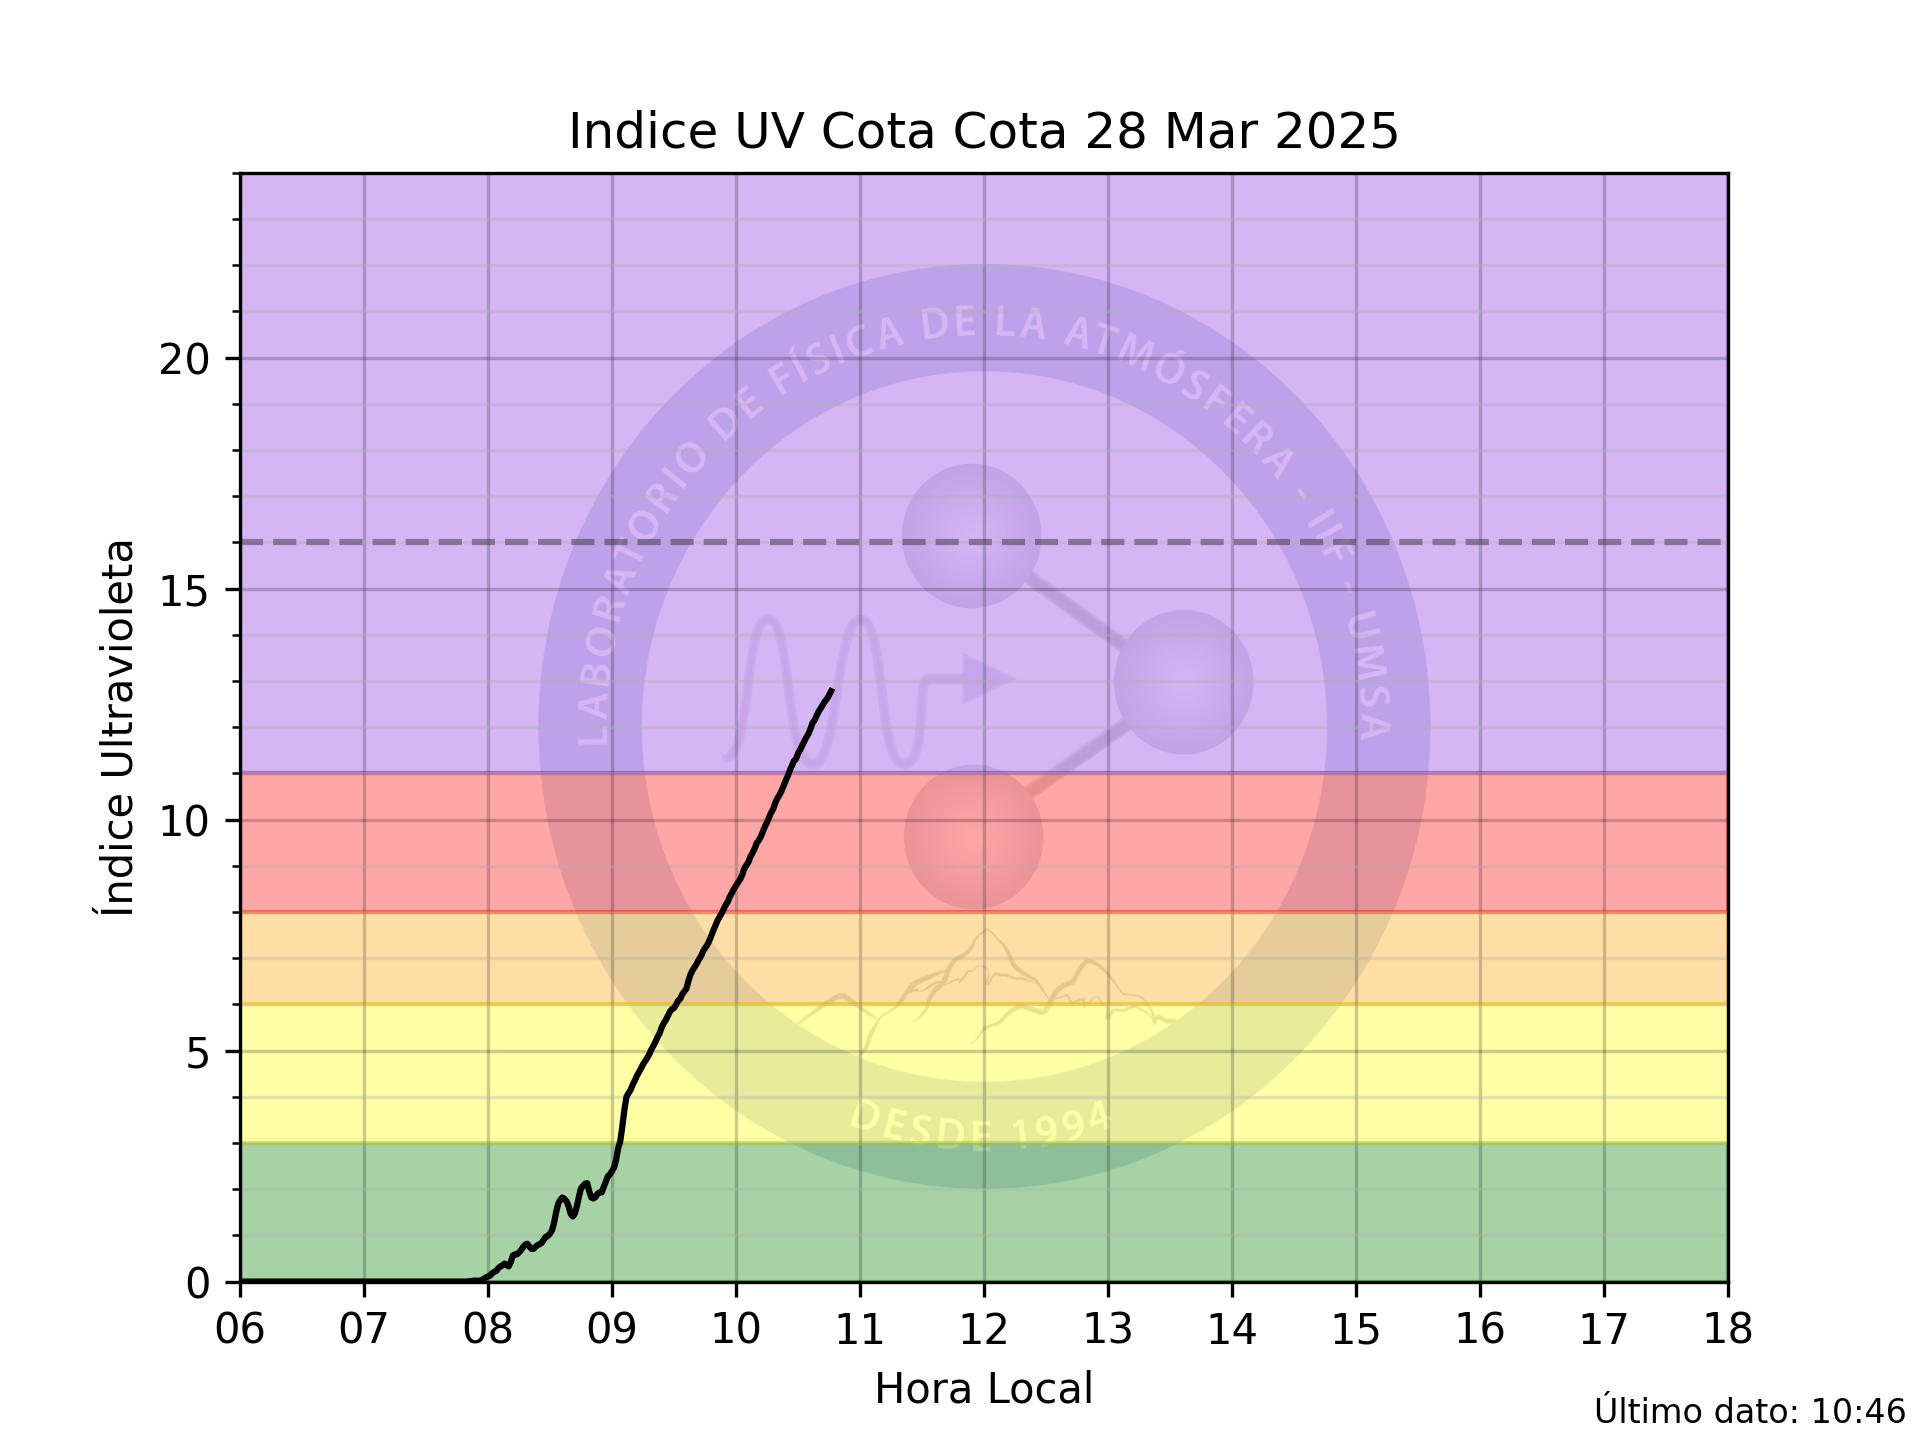 Indice UV Cota Cota 28 Mar 2025
Índice Ultravioleta
20
15
10
5
0
LABORATORIO DE FÍSICA DE LA ATMÓSFERA - IIF - UMSA
DESDE 1994
06 07 08 09 10 11 12 13 14 15 16 17 18
Hora Local
Último dato: 10:46